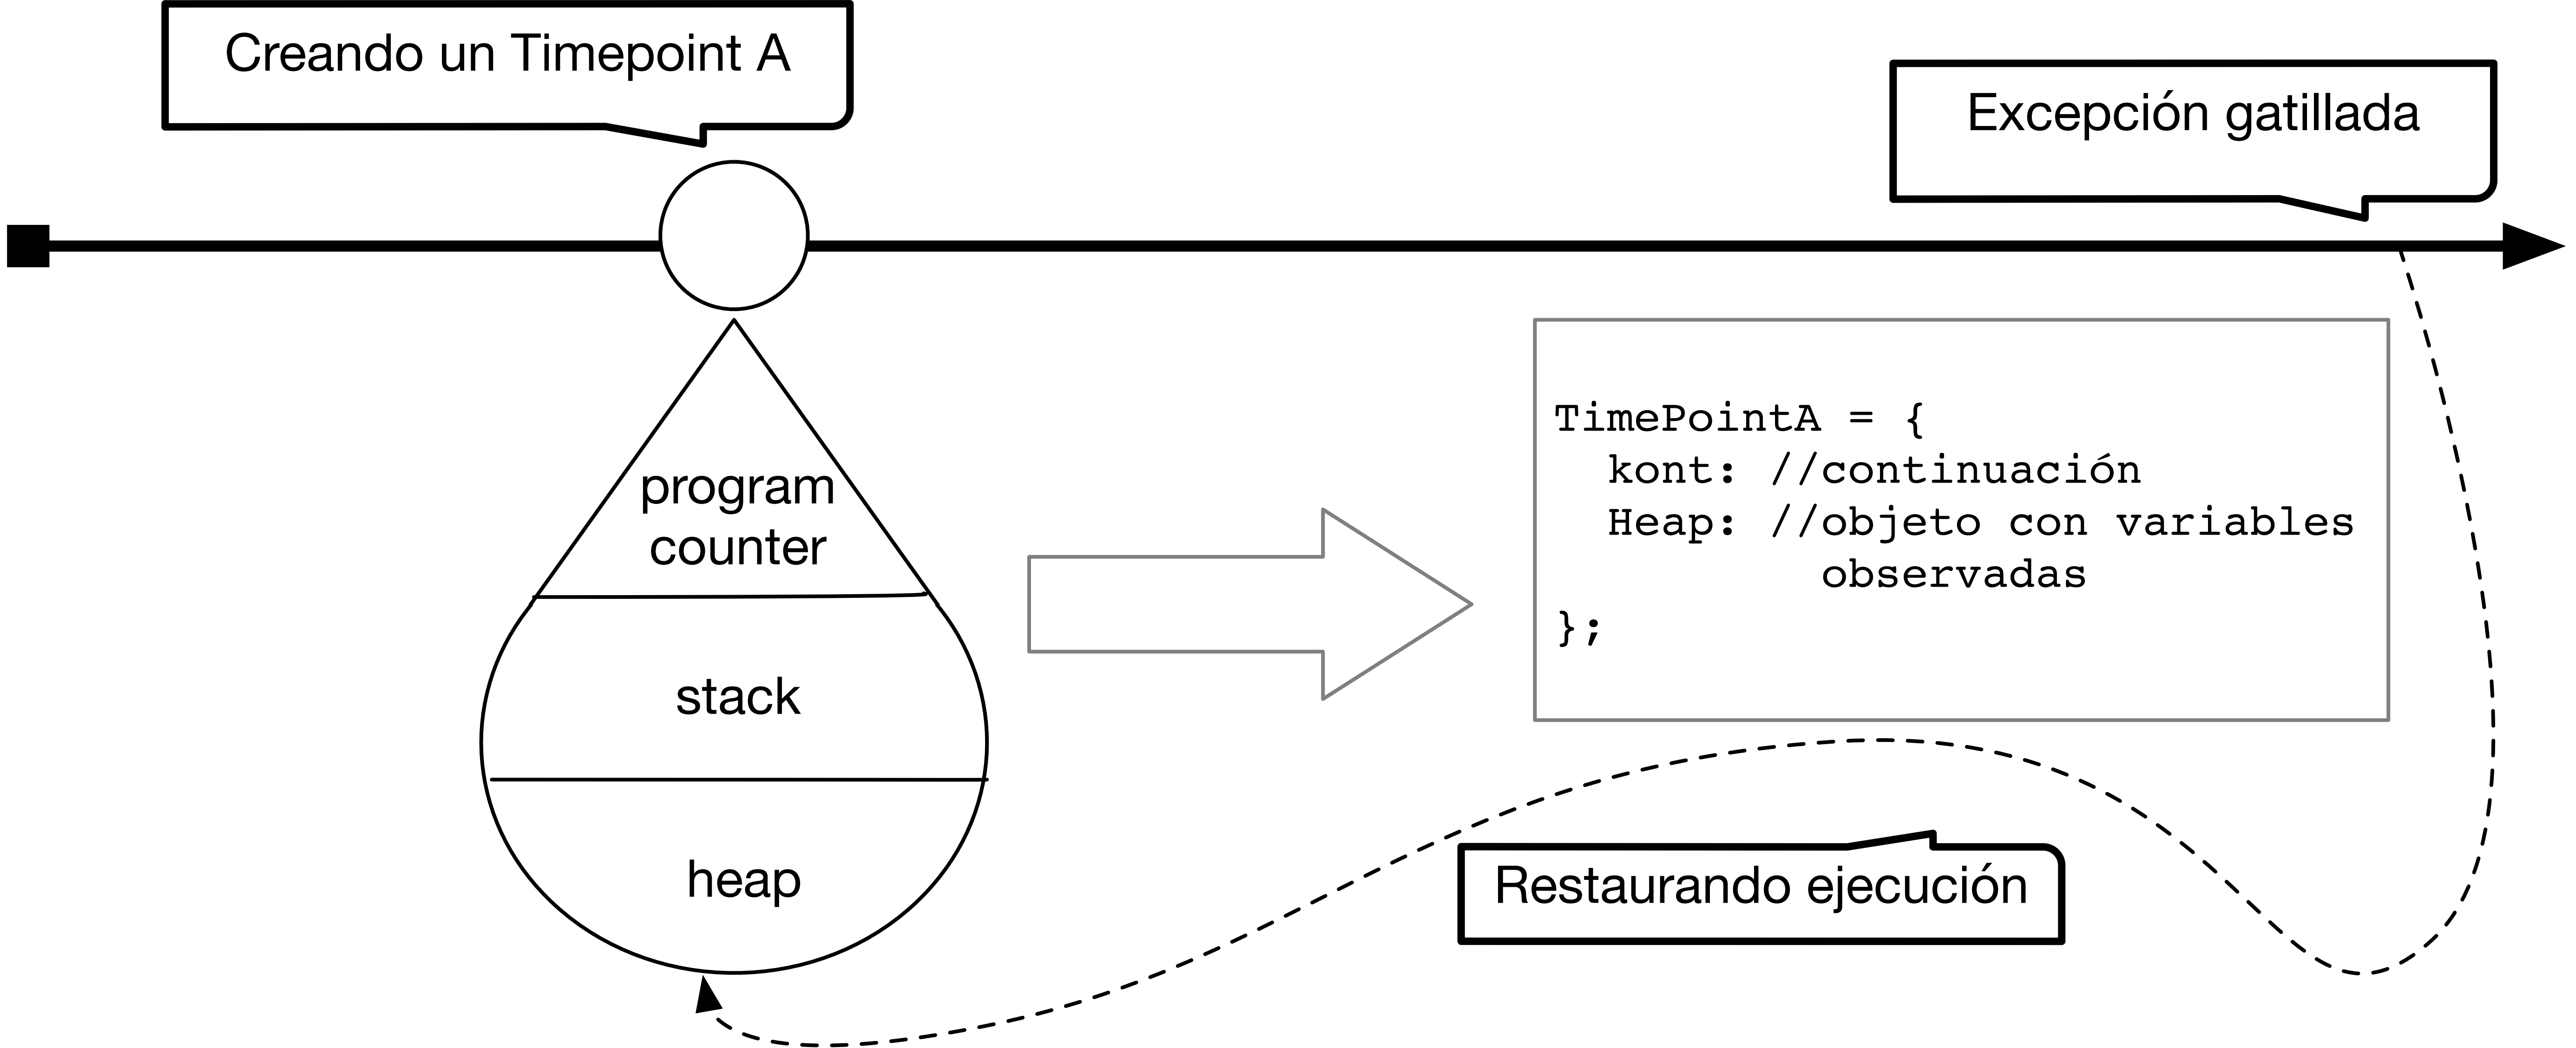 Creando un Timepoint A
Excepción gatillada
program
counter
stack
heap
TimePointA = {
kont: //continuación
Heap: //objeto con variables
observadas
};
Restaurando ejecución